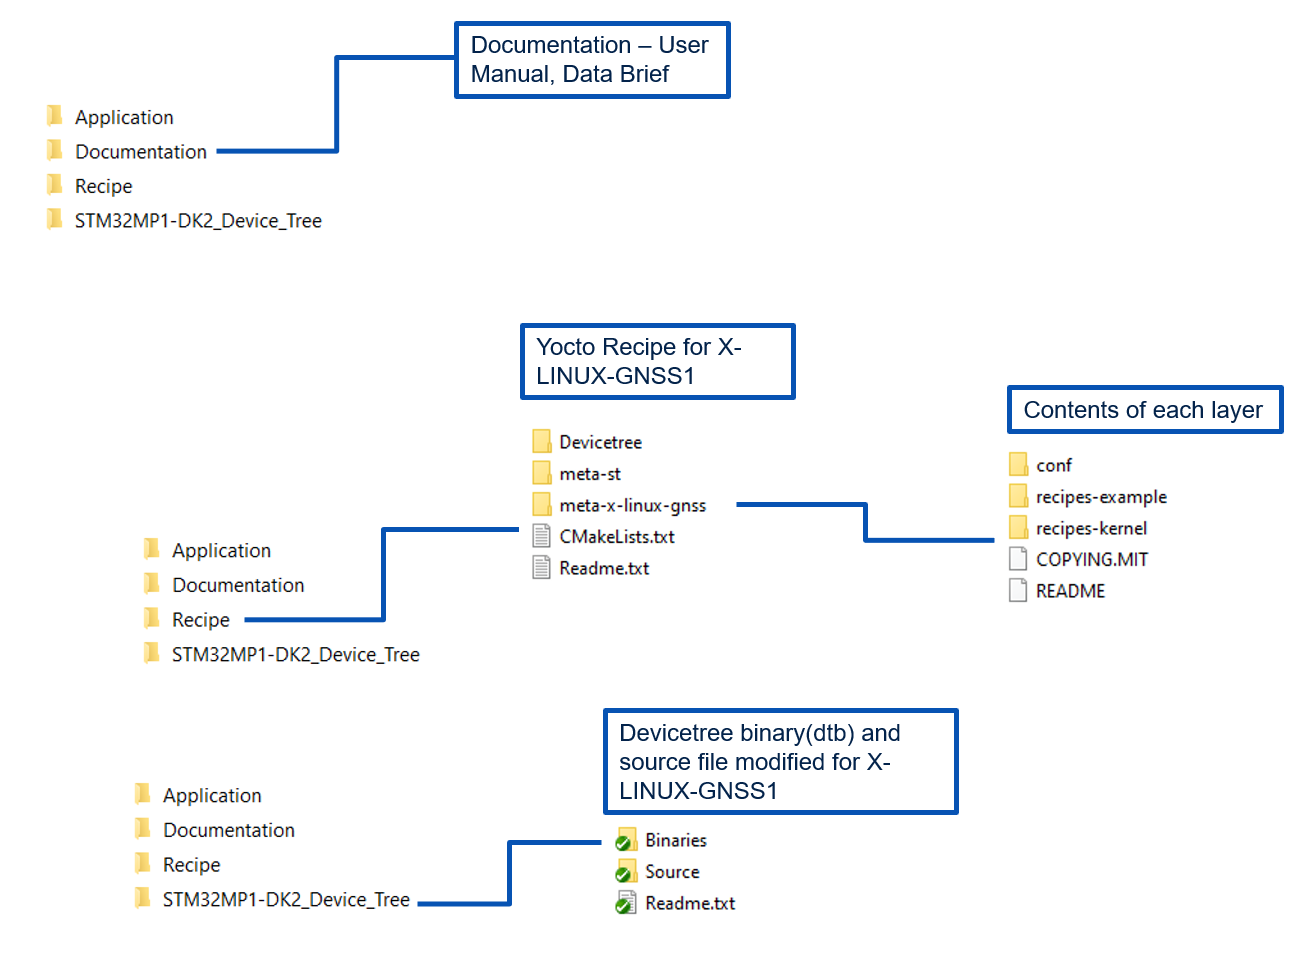 Documentation – User
Manual, Data Brief
Application
Documentation
Recipe
STM32MP1-DK2_Device_Tree
Yocto Recipe for X-
LINUX-GNSS1
Contents of each layer
Devicetree
meta-st
meta-x-linux-gnss
CMakeLists.txt
Readme.txt
conf
recipes-example
recipes-kernel
COPYING.MIT
README
Application
Documentation
Recipe
STM32MP1-DK2_Device_Tree
Devicetree binary(dtb) and
source file modified for X-
LINUX-GNSS1
Application
Documentation
Recipe
STM32MP1-DK2_Device_Tree
Binaries
Source
Readme.txt